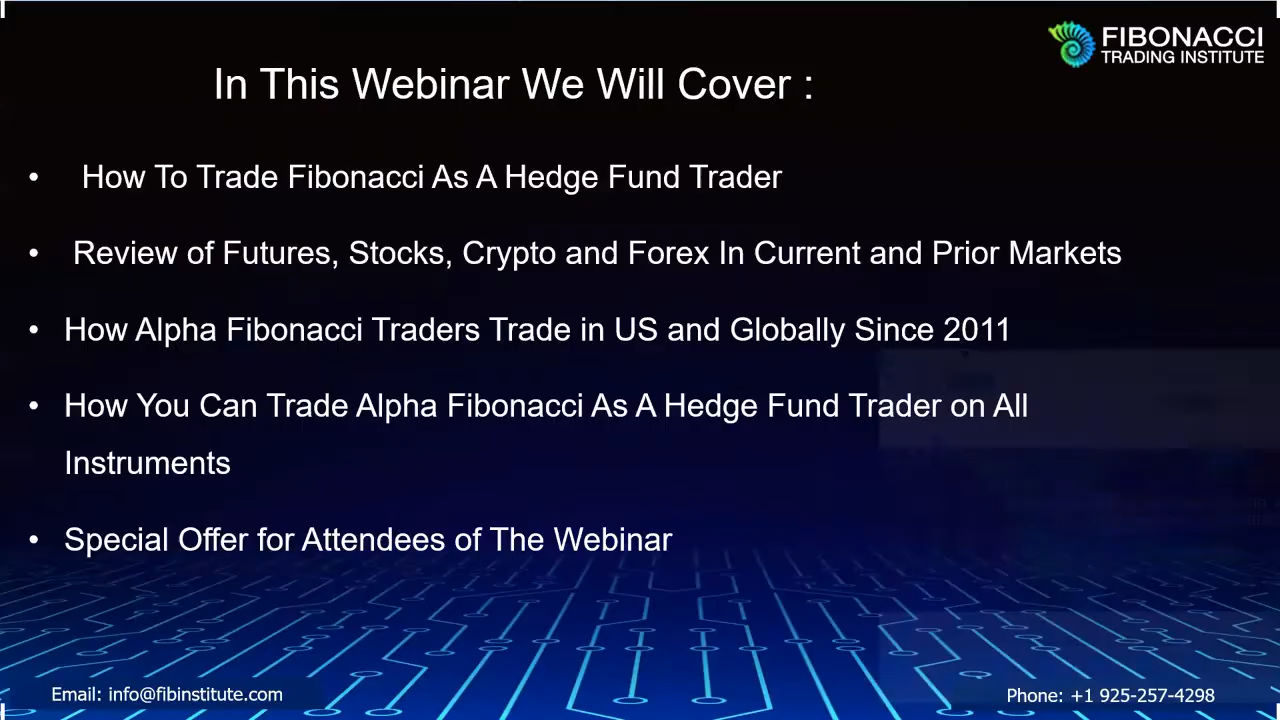 FIBONACCI
TRADING INSTITUTE
In This Webinar We Will Cover :
• How To Trade Fibonacci As A Hedge Fund Trader
• Review of Futures, Stocks, Crypto and Forex In Current and Prior Markets
• How Alpha Fibonacci Traders Trade in US and Globally Since 2011
• How You Can Trade Alpha Fibonacci As A Hedge Fund Trader on All
Instruments
• Special Offer for Attendees of The Webinar
Email: info@fibinstitute.com
Phone: +1 925-257-4298